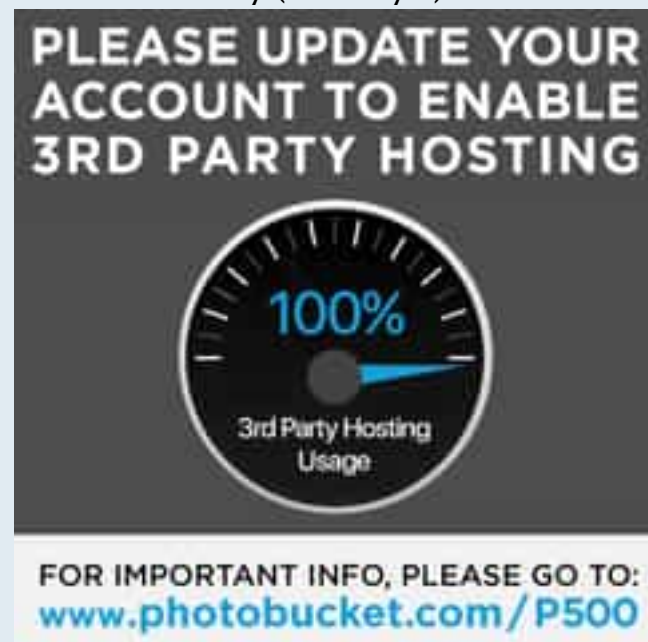 PLEASE UPDATE YOUR
ACCOUNT TO ENABLE
3RD PARTY HOSTING
100%
3rd Party Hosting
Usage
FOR IMPORTANT INFO, PLEASE GO TO:
www.photobucket.com/P500